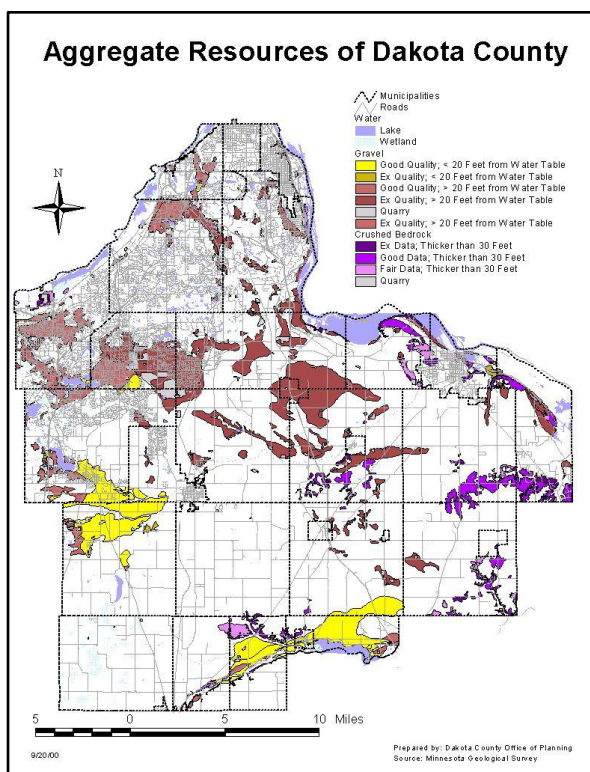 Aggregate Resources of Dakota County
Municipalities
Roads
Water
Lake
Wetland
Gravel
Good Quality; < 20 Feet from Water Table
Ex Quality; < 20 Feet from Water Table
Good Quality; > 20 Feet from Water Table
Ex Quality; > 20 Feet from Water Table
Quarry
Ex Quality; > 20 Feet from Water Table
Crushed Bedrock
Ex Data; Thicker than 30 Feet
Good Data; Thicker than 30 Feet
Fair Data; Thicker than 30 Feet
Quarry
N
5 0 5 10 Miles
9/20/00
Prepared by: Dakota County Office of Planning
Source: Minnesota Geological Survey